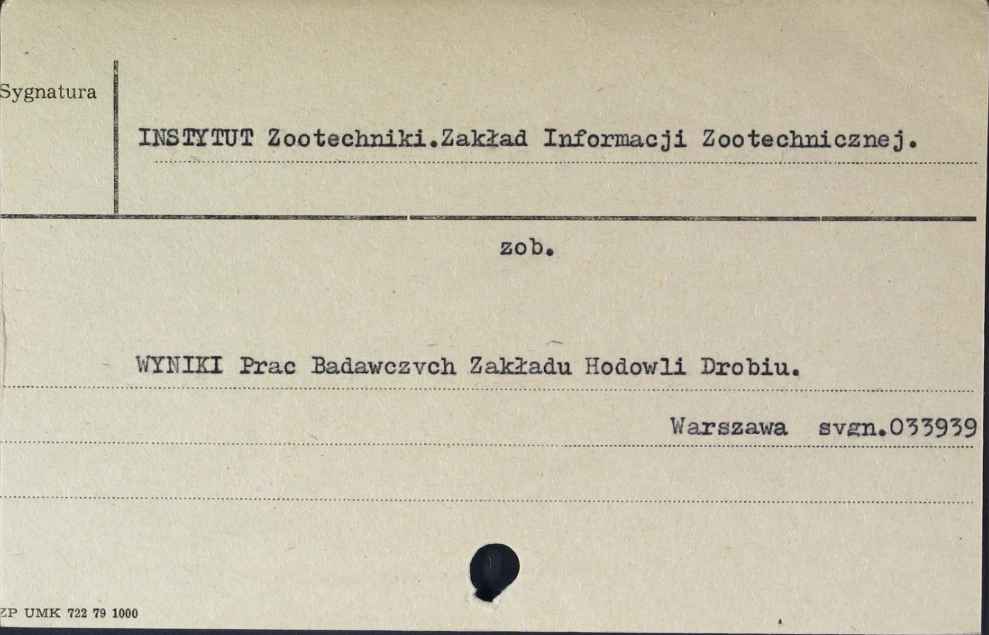 Sygnatura
INSTYTUT Zootechniki.Zakład Informacji Zootechnicznej.
zob.
WYNIKI Prac Badawczych Zakładu Hodowli Drobiu.
Warszawa sygn.033939
ZP UMK 722 79 1000